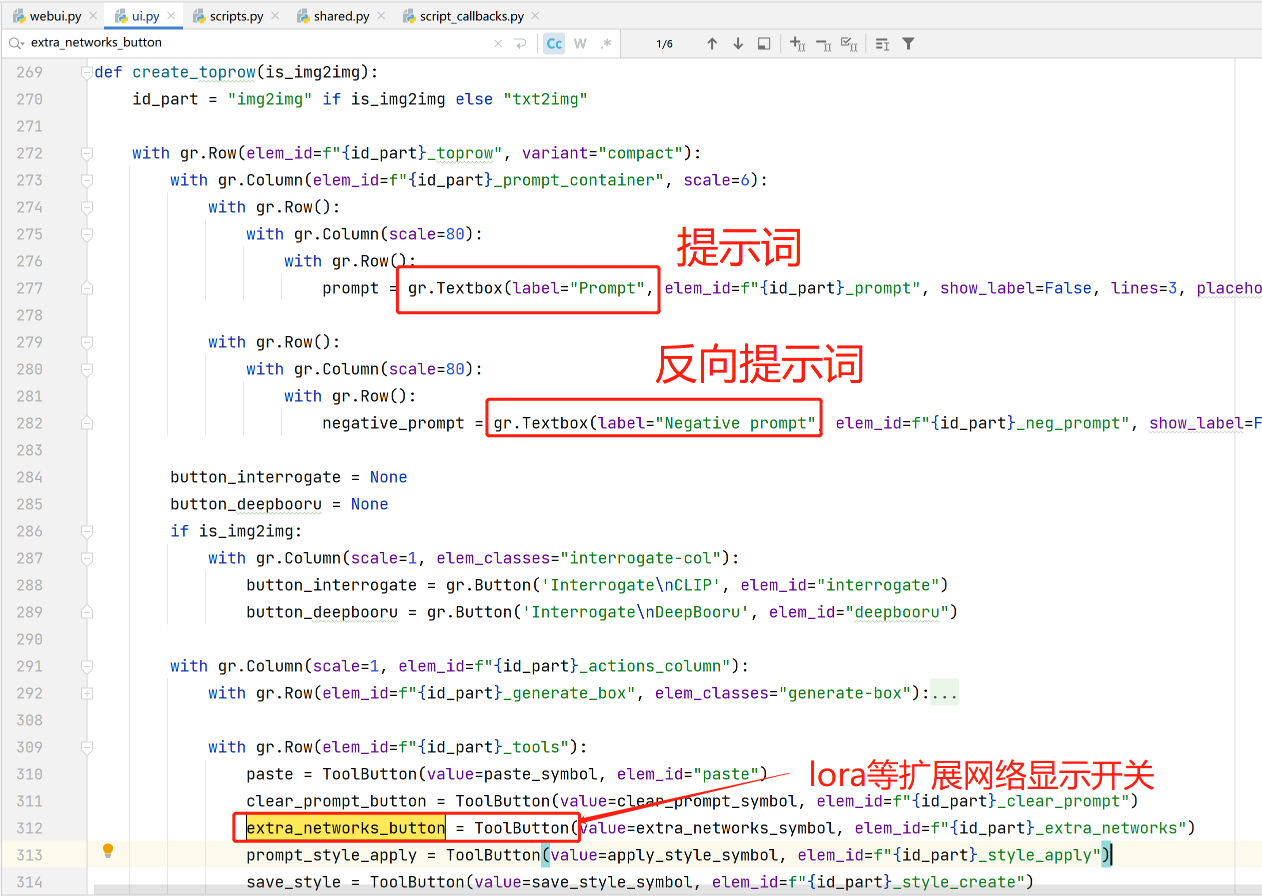 webui.py ui.py scripts.py shared.py script_callbacks.py
extra_networks_button Cc W .* 1/6
269 def create_toprow(is_img2img):
270 id_part = "img2img" if is_img2img else "txt2img"
271
272 with gr.Row(elem_id=f"{id_part}_toprow", variant="compact"):
273 with gr.Column(elem_id=f"{id_part}_prompt_container", scale=6):
274 with gr.Row():
275 with gr.Column(scale=80):
276 with gr.Row():
提示词
277 prompt = gr.Textbox(label="Prompt", elem_id=f"{id_part}_prompt", show_label=False, lines=3, placeho
278
279 with gr.Row():
280 with gr.Column(scale=80):
反向提示词
281 with gr.Row():
282 negative_prompt = gr.Textbox(label="Negative prompt", elem_id=f"{id_part}_neg_prompt", show_label=F
283
284 button_interrogate = None
285 button_deepbooru = None
286 if is_img2img:
287 with gr.Column(scale=1, elem_classes="interrogate-col"):
288 button_interrogate = gr.Button('Interrogate\nCLIP', elem_id="interrogate")
289 button_deepbooru = gr.Button('Interrogate\nDeepBooru', elem_id="deepbooru")
290
291 with gr.Column(scale=1, elem_id=f"{id_part}_actions_column"):
292 with gr.Row(elem_id=f"{id_part}_generate_box", elem_classes="generate-box"):...
308
309 with gr.Row(elem_id=f"{id_part}_tools"):
310 paste = ToolButton(value=paste_symbol, elem_id="paste")
lora等扩展网络显示开关
311 clear_prompt_button = ToolButton(value=clear_prompt_symbol, elem_id=f"{id_part}_clear_prompt")
312 extra_networks_button = ToolButton(value=extra_networks_symbol, elem_id=f"{id_part}_extra_networks")
313 prompt_style_apply = ToolButton(value=apply_style_symbol, elem_id=f"{id_part}_style_apply")
314 save_style = ToolButton(value=save_style_symbol, elem_id=f"{id_part}_style_create")